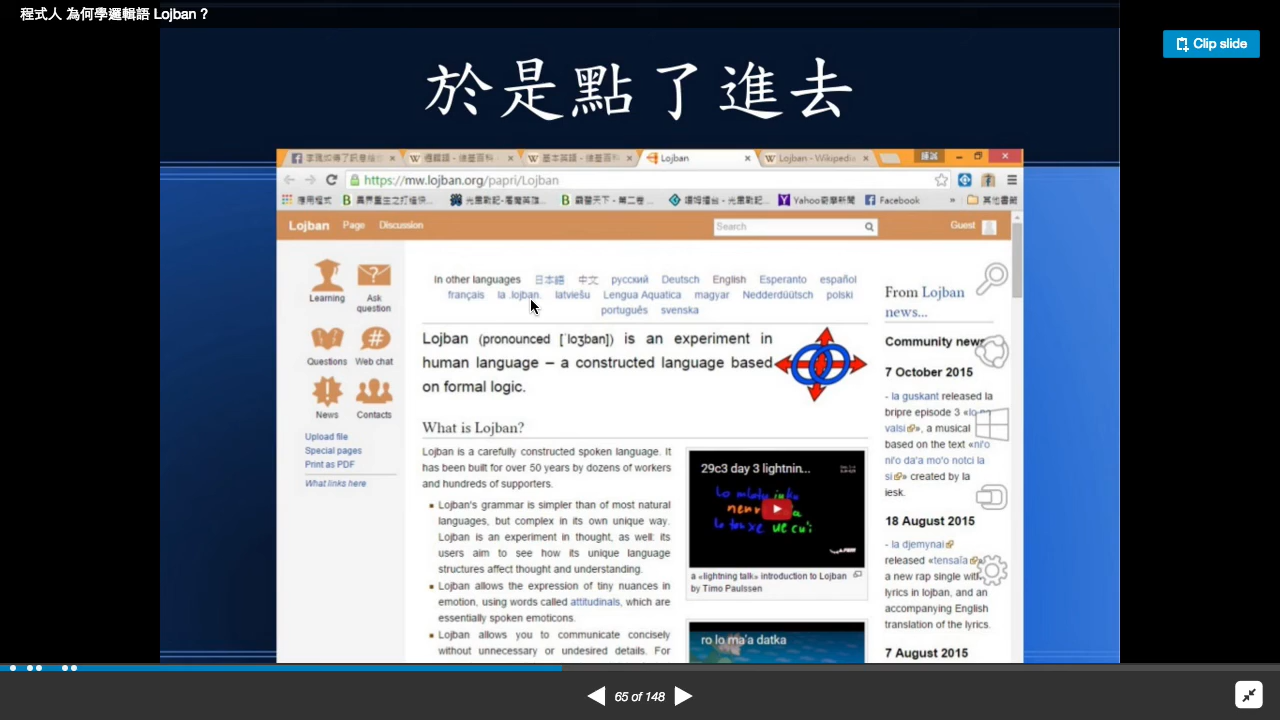 程式人 為何學邏輯語 Lojban ?
Clip slide
於是點了進去
Lojban
Lojban - Wikipedia
https://mw.lojban.org/papri/Lojban
應用程式
Yahoo奇摩新聞
Facebook
»
其他書籤
Lojban Page Discussion
Search
Guest
Learning
Ask question
Questions
Web chat
News
Contacts
Upload file
Special pages
Print as PDF
What links here
In other languages 日本語 中文 русский Deutsch English Esperanto español
français la .lojban. latviešu Lengua Aquatica magyar Nedderdüütsch polski
português svenska
Lojban (pronounced [ˈloʒban]) is an experiment in
human language – a constructed language based
on formal logic.
What is Lojban?
Lojban is a carefully constructed spoken language. It
has been built for over 50 years by dozens of workers
and hundreds of supporters.
Lojban's grammar is simpler than of most natural
languages, but complex in its own unique way.
Lojban is an experiment in thought, as well: its
users aim to see how its unique language
structures affect thought and understanding.
Lojban allows the expression of tiny nuances in
emotion, using words called attitudinals, which are
essentially spoken emoticons.
Lojban allows you to communicate concisely
without unnecessary or undesired details. For
29c3 day 3 lightnin...
a «lightning talk» introduction to Lojban
by Timo Paulssen
ro lo ma'a datka
From Lojban
news...
Community news
7 October 2015
- la guskant released la
bripre episode 3 «lo no
valsi», a musical
based on the text «ni'o
ni'o da'a mo'o notci la
si» created by la
iesk.
18 August 2015
- la djemynai
released «tensaĭa»
a new rap single with
lyrics in lojban, and an
accompanying English
translation of the lyrics.
7 August 2015
65 of 148